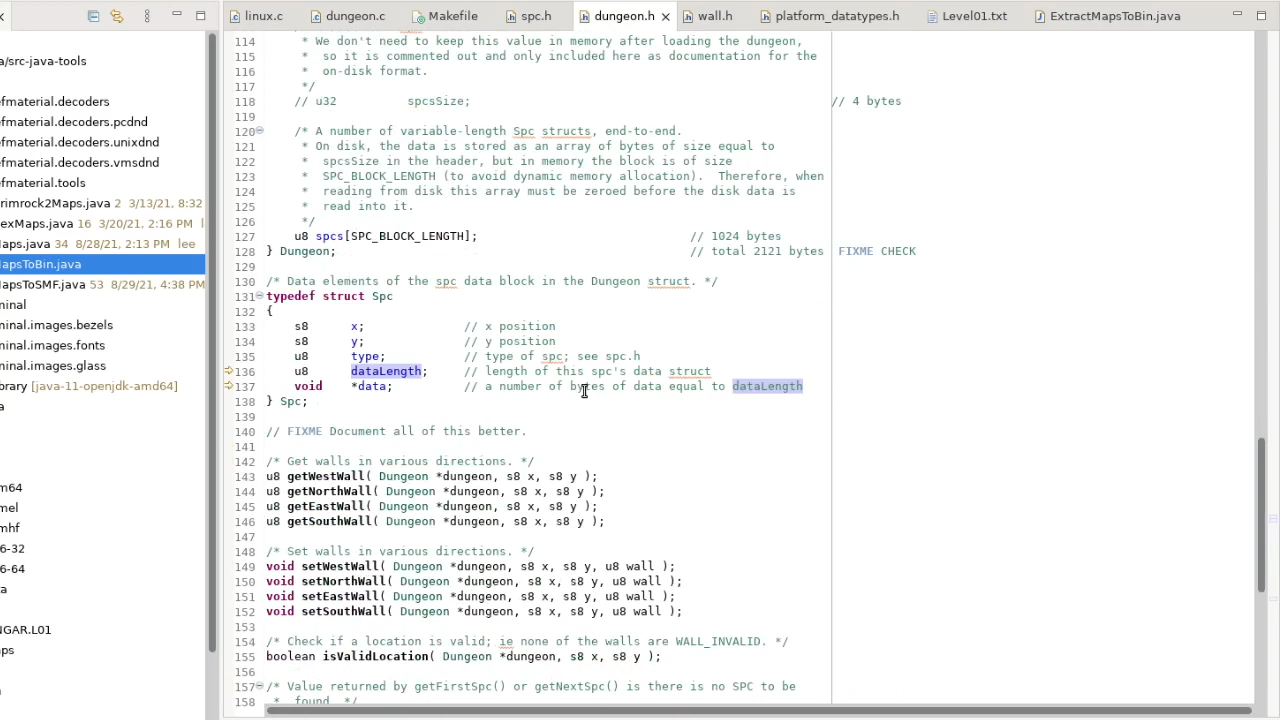 linux.c dungeon.c Makefile spc.h dungeon.h wall.h platform_datatypes.h Level01.txt ExtractMapsToBin.java
a/src-java-tools
efmaterial.decoders
efmaterial.decoders.pcdnd
efmaterial.decoders.unixdnd
efmaterial.decoders.vmsdnd
efmaterial.tools
rimrock2Maps.java 2 3/13/21, 8:32
exMaps.java 16 3/20/21, 2:16 PM l
Maps.java 34 8/28/21, 2:13 PM lee
MapsToBin.java
MapsToSMF.java 53 8/29/21, 4:38 PM
minal
minal.images.bezels
minal.images.fonts
minal.images.glass
ibrary [java-11-openjdk-amd64]
a
m64
mel
mhf
6-32
6-64
a
NGAR.L01
aps
114 * We don't need to keep this value in memory after loading the dungeon,
115 * so it is commented out and only included here as documentation for the
116 * on-disk format.
117 */
118 // u32 spcsSize; // 4 bytes
119
120 /* A number of variable-length Spc structs, end-to-end.
121 * On disk, the data is stored as an array of bytes of size equal to
122 * spcsSize in the header, but in memory the block is of size
123 * SPC_BLOCK_LENGTH (to avoid dynamic memory allocation). Therefore, when
124 * reading from disk this array must be zeroed before the disk data is
125 * read into it.
126 */
127 u8 spcs[SPC_BLOCK_LENGTH]; // 1024 bytes
128 } Dungeon; // total 2121 bytes FIXME CHECK
129
130 /* Data elements of the spc data block in the Dungeon struct. */
131 typedef struct Spc
132 {
133 s8 x; // x position
134 s8 y; // y position
135 u8 type; // type of spc; see spc.h
136 u8 dataLength; // length of this spc's data struct
137 void *data; // a number of bytes of data equal to dataLength
138 } Spc;
139
140 // FIXME Document all of this better.
141
142 /* Get walls in various directions. */
143 u8 getWestWall( Dungeon *dungeon, s8 x, s8 y );
144 u8 getNorthWall( Dungeon *dungeon, s8 x, s8 y );
145 u8 getEastWall( Dungeon *dungeon, s8 x, s8 y );
146 u8 getSouthWall( Dungeon *dungeon, s8 x, s8 y );
147
148 /* Set walls in various directions. */
149 void setWestWall( Dungeon *dungeon, s8 x, s8 y, u8 wall );
150 void setNorthWall( Dungeon *dungeon, s8 x, s8 y, u8 wall );
151 void setEastWall( Dungeon *dungeon, s8 x, s8 y, u8 wall );
152 void setSouthWall( Dungeon *dungeon, s8 x, s8 y, u8 wall );
153
154 /* Check if a location is valid; ie none of the walls are WALL_INVALID. */
155 boolean isValidLocation( Dungeon *dungeon, s8 x, s8 y );
156
157 /* Value returned by getFirstSpc() or getNextSpc() is there is no SPC to be
158 * found. */